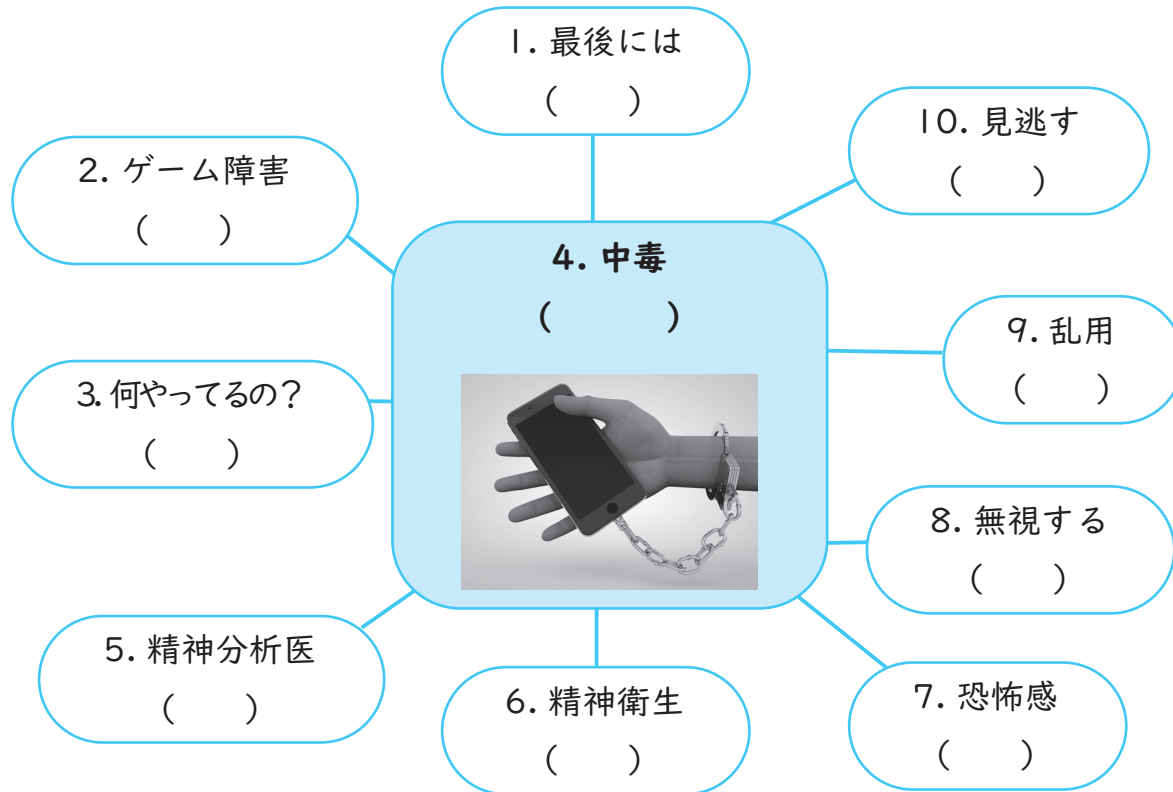 1. 最後には
(　　)
2. ゲーム障害
(　　)
3. 何やってるの?
(　　)
4. 中毒
(　　　)
5. 精神分析医
(　　)
6. 精神衛生
(　　)
7. 恐怖感
(　　)
8. 無視する
(　　)
9. 乱用
(　　)
10. 見逃す
(　　)